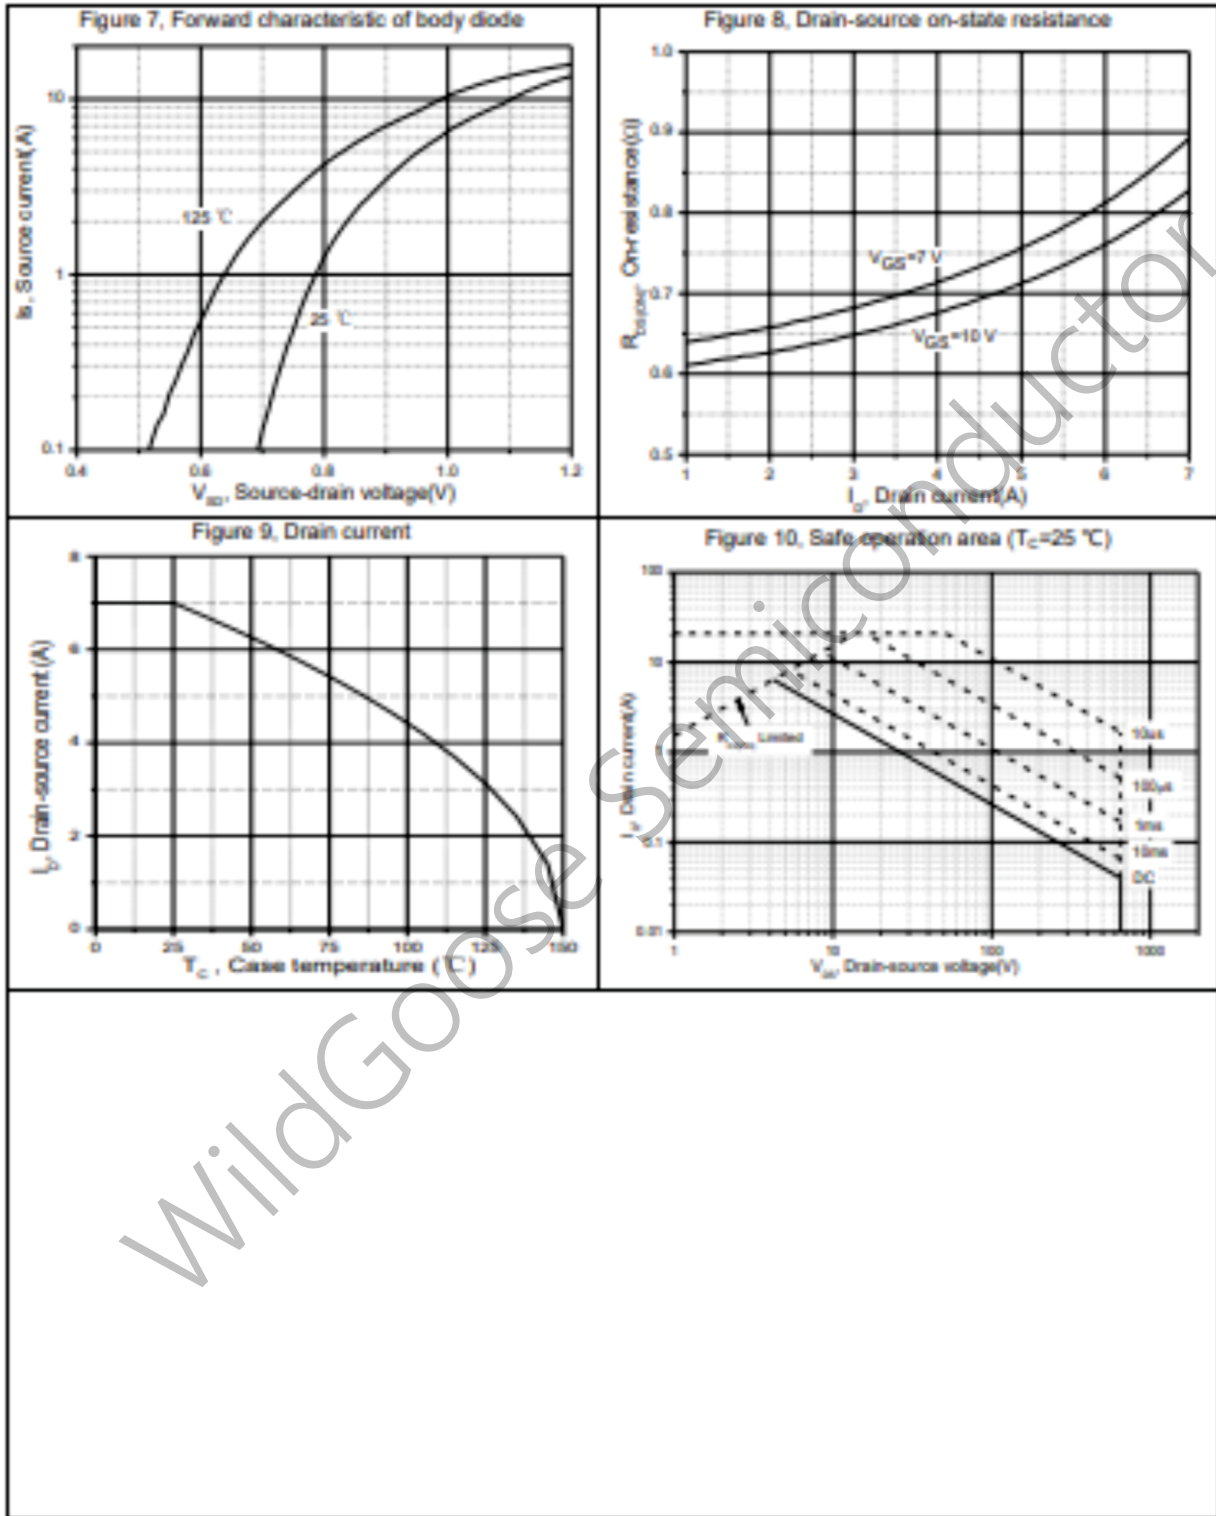 Figure 7, Forward characteristic of body diode
Is, Source current(A)
10
1
0.1
125 ℃
25 ℃
0.4 0.6 0.8 1.0 1.2
VSD, Source-drain voltage(V)
Figure 8, Drain-source on-state resistance
RDS(ON), On-resistance(Ω)
1.0
0.9
0.8
0.7
0.6
0.5
VGS=7 V
VGS=10 V
1 2 3 4 5 6 7
ID, Drain current(A)
Figure 9, Drain current
ID, Drain-source current (A)
8
6
4
2
0
0 25 50 75 100 125 150
TC , Case temperature (℃)
Figure 10, Safe operation area (TC=25 ℃)
ID, Drain current(A)
100
10
1
0.1
0.01
Limited
10us
100μs
1ms
10ms
DC
1 10 100 1000
Drain-source voltage(V)
WildGoose Semiconductor